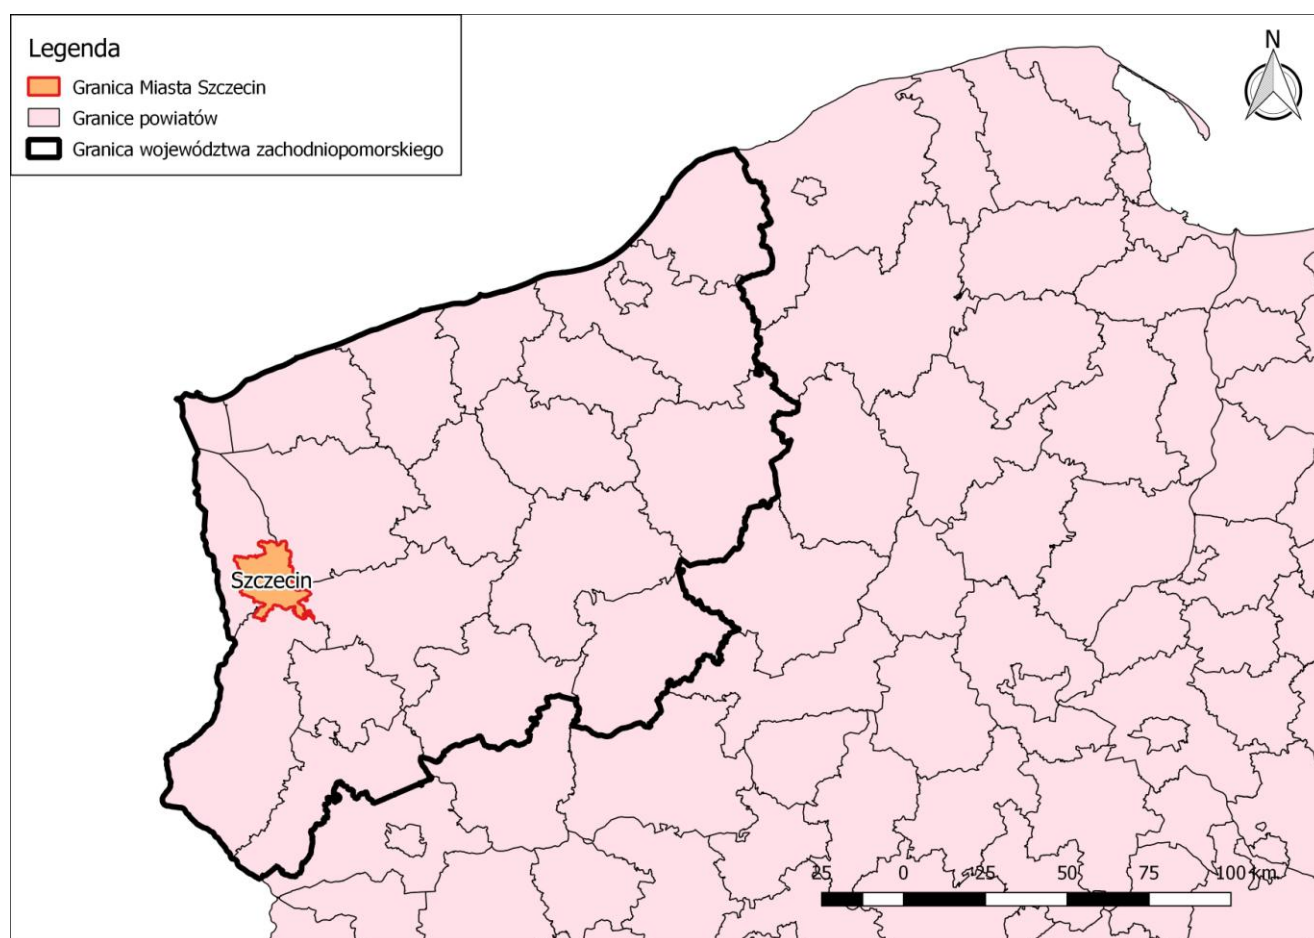 Legenda
Granica Miasta Szczecin
Granice powiatów
Granica województwa zachodniopomorskiego
N
Szczecin
25 0 25 50 75 100 km